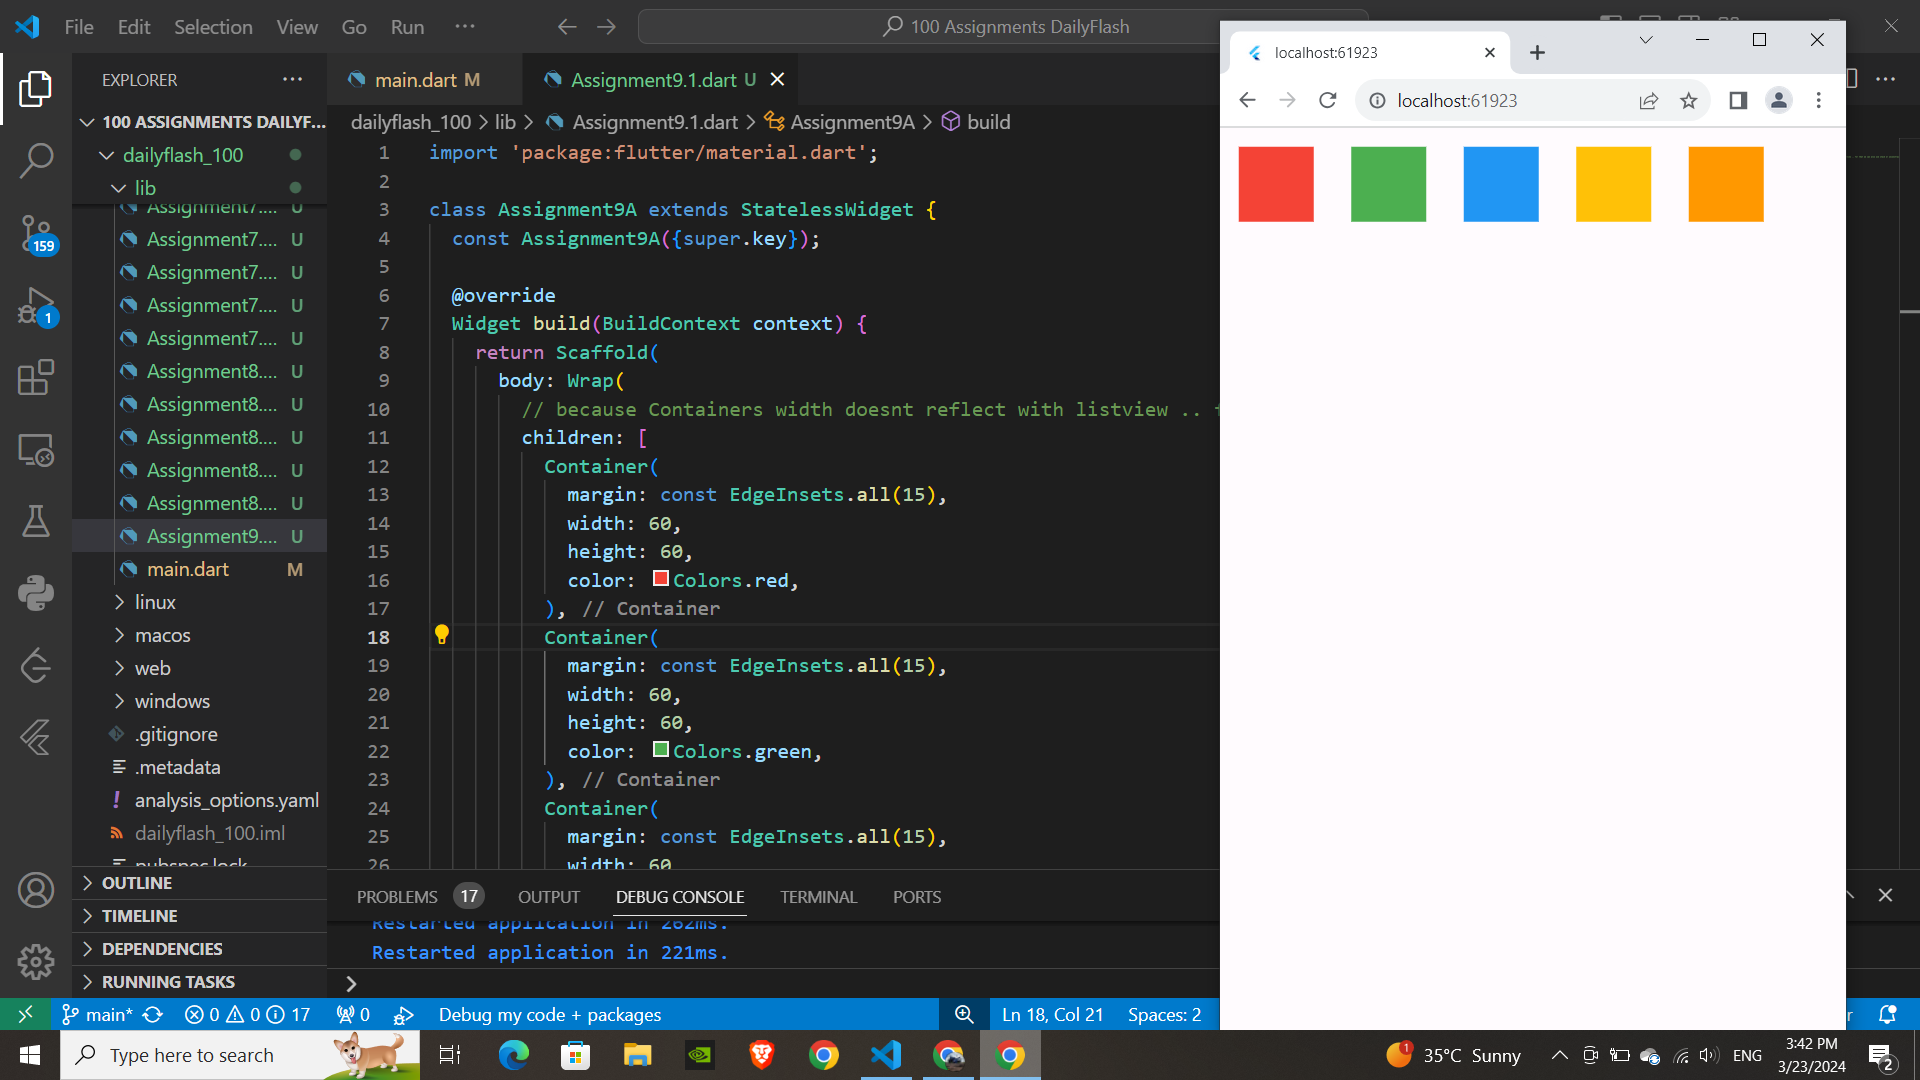 File Edit Selection View Go Run ...
100 Assignments DailyFlash
EXPLORER
100 ASSIGNMENTS DAILYF...
dailyflash_100
lib
Assignment7.... U
Assignment7.... U
Assignment7.... U
Assignment7.... U
Assignment7.... U
Assignment8.... U
Assignment8.... U
Assignment8.... U
Assignment8.... U
Assignment8.... U
Assignment9.... U
main.dart M
linux
macos
web
windows
.gitignore
.metadata
analysis_options.yaml
dailyflash_100.iml
pubspec.lock
OUTLINE
TIMELINE
DEPENDENCIES
RUNNING TASKS
159
1
main.dart M
Assignment9.1.dart U
dailyflash_100 > lib > Assignment9.1.dart > Assignment9A > build
1 import 'package:flutter/material.dart';
2
3 class Assignment9A extends StatelessWidget {
4 const Assignment9A({super.key});
5
6 @override
7 Widget build(BuildContext context) {
8 return Scaffold(
9 body: Wrap(
10 // because Containers width doesnt reflect with listview ..
11 children: [
12 Container(
13 margin: const EdgeInsets.all(15),
14 width: 60,
15 height: 60,
16 color: Colors.red,
17 ), // Container
18 Container(
19 margin: const EdgeInsets.all(15),
20 width: 60,
21 height: 60,
22 color: Colors.green,
23 ), // Container
24 Container(
25 margin: const EdgeInsets.all(15),
26 width: 60
PROBLEMS 17 OUTPUT DEBUG CONSOLE TERMINAL PORTS
Restarted application in 262ms.
Restarted application in 221ms.
main* 0 0 17 0 Debug my code + packages Ln 18, Col 21 Spaces: 2
localhost:61923
localhost:61923
Type here to search
1
35°C Sunny
ENG
3:42 PM
3/23/2024
2